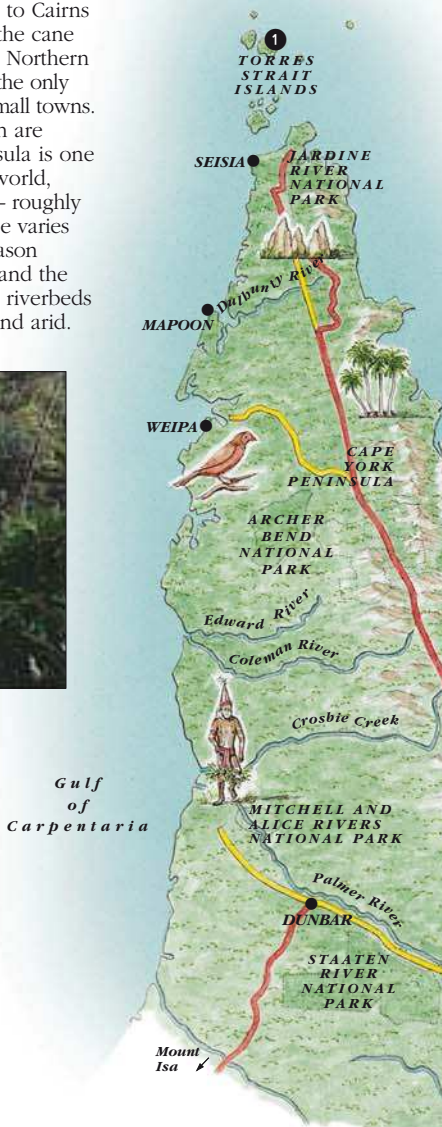 to Cairns
the cane
Northern
the only
mall towns.
n are
sula is one
world,
– roughly
e varies
eason
and the
riverbeds
nd arid.
1
TORRES
STRAIT
ISLANDS
SEISIA
JARDINE
RIVER
NATIONAL
PARK
Dulhunty River
MAPOON
WEIPA
CAPE
YORK
PENINSULA
ARCHER
BEND
NATIONAL
PARK
Edward River
Coleman River
Crosbie Creek
Gulf
of
Carpentaria
MITCHELL AND
ALICE RIVERS
NATIONAL PARK
Palmer River
DUNBAR
STAATEN
RIVER
NATIONAL
PARK
Mount
Isa